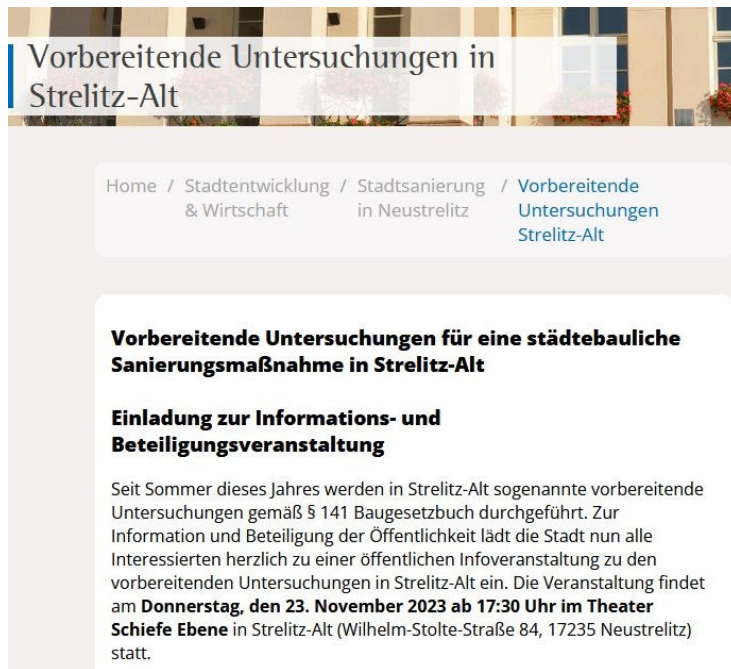 Vorbereitende Untersuchungen in
Strelitz-Alt
Home / Stadtentwicklung / Stadtsanierung / Vorbereitende
& Wirtschaft in Neustrelitz Untersuchungen
Strelitz-Alt
Vorbereitende Untersuchungen für eine städtebauliche
Sanierungsmaßnahme in Strelitz-Alt
Einladung zur Informations- und
Beteiligungsveranstaltung
Seit Sommer dieses Jahres werden in Strelitz-Alt sogenannte vorbereitende
Untersuchungen gemäß § 141 Baugesetzbuch durchgeführt. Zur
Information und Beteiligung der Öffentlichkeit lädt die Stadt nun alle
Interessierten herzlich zu einer öffentlichen Infoveranstaltung zu den
vorbereitenden Untersuchungen in Strelitz-Alt ein. Die Veranstaltung findet
am Donnerstag, den 23. November 2023 ab 17:30 Uhr im Theater
Schiefe Ebene in Strelitz-Alt (Wilhelm-Stolte-Straße 84, 17235 Neustrelitz)
statt.